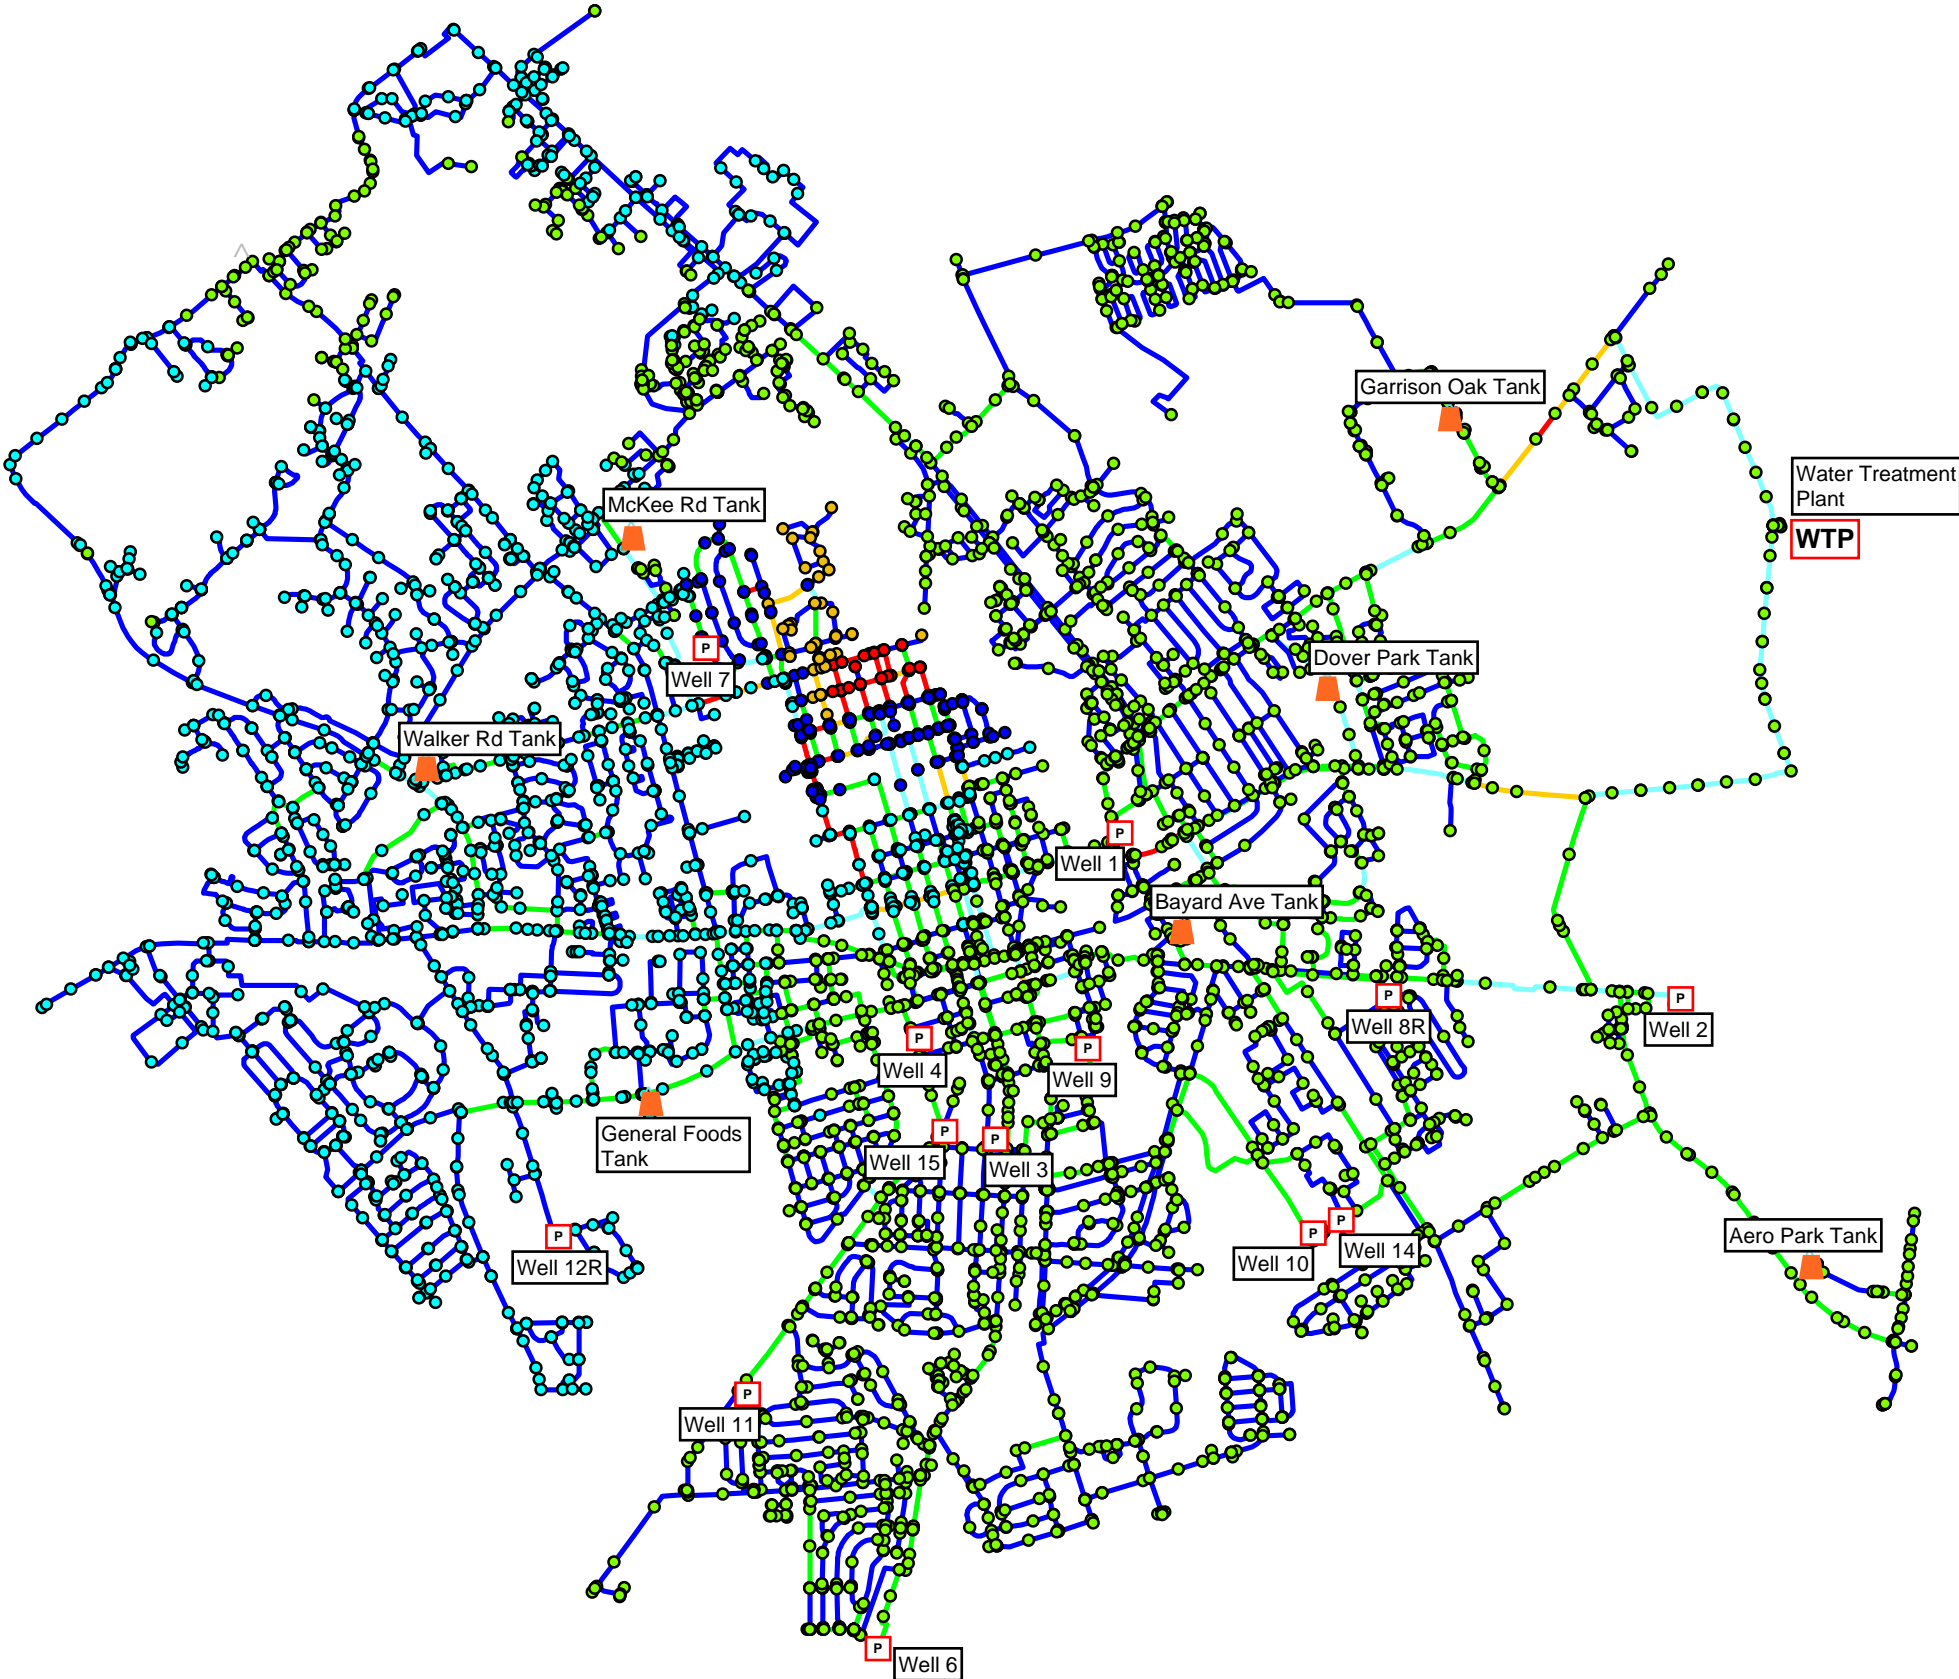 Garrison Oak Tank
Water Treatment
Plant
WTP
McKee Rd Tank
P
Well 7
Dover Park Tank
Walker Rd Tank
P
Well 1
Bayard Ave Tank
P
Well 8R
P
Well 2
P
Well 4
P
Well 9
General Foods
Tank
P
Well 15
P
Well 3
P
Well 12R
P
Well 10
P
Well 14
Aero Park Tank
P
Well 11
P
Well 6